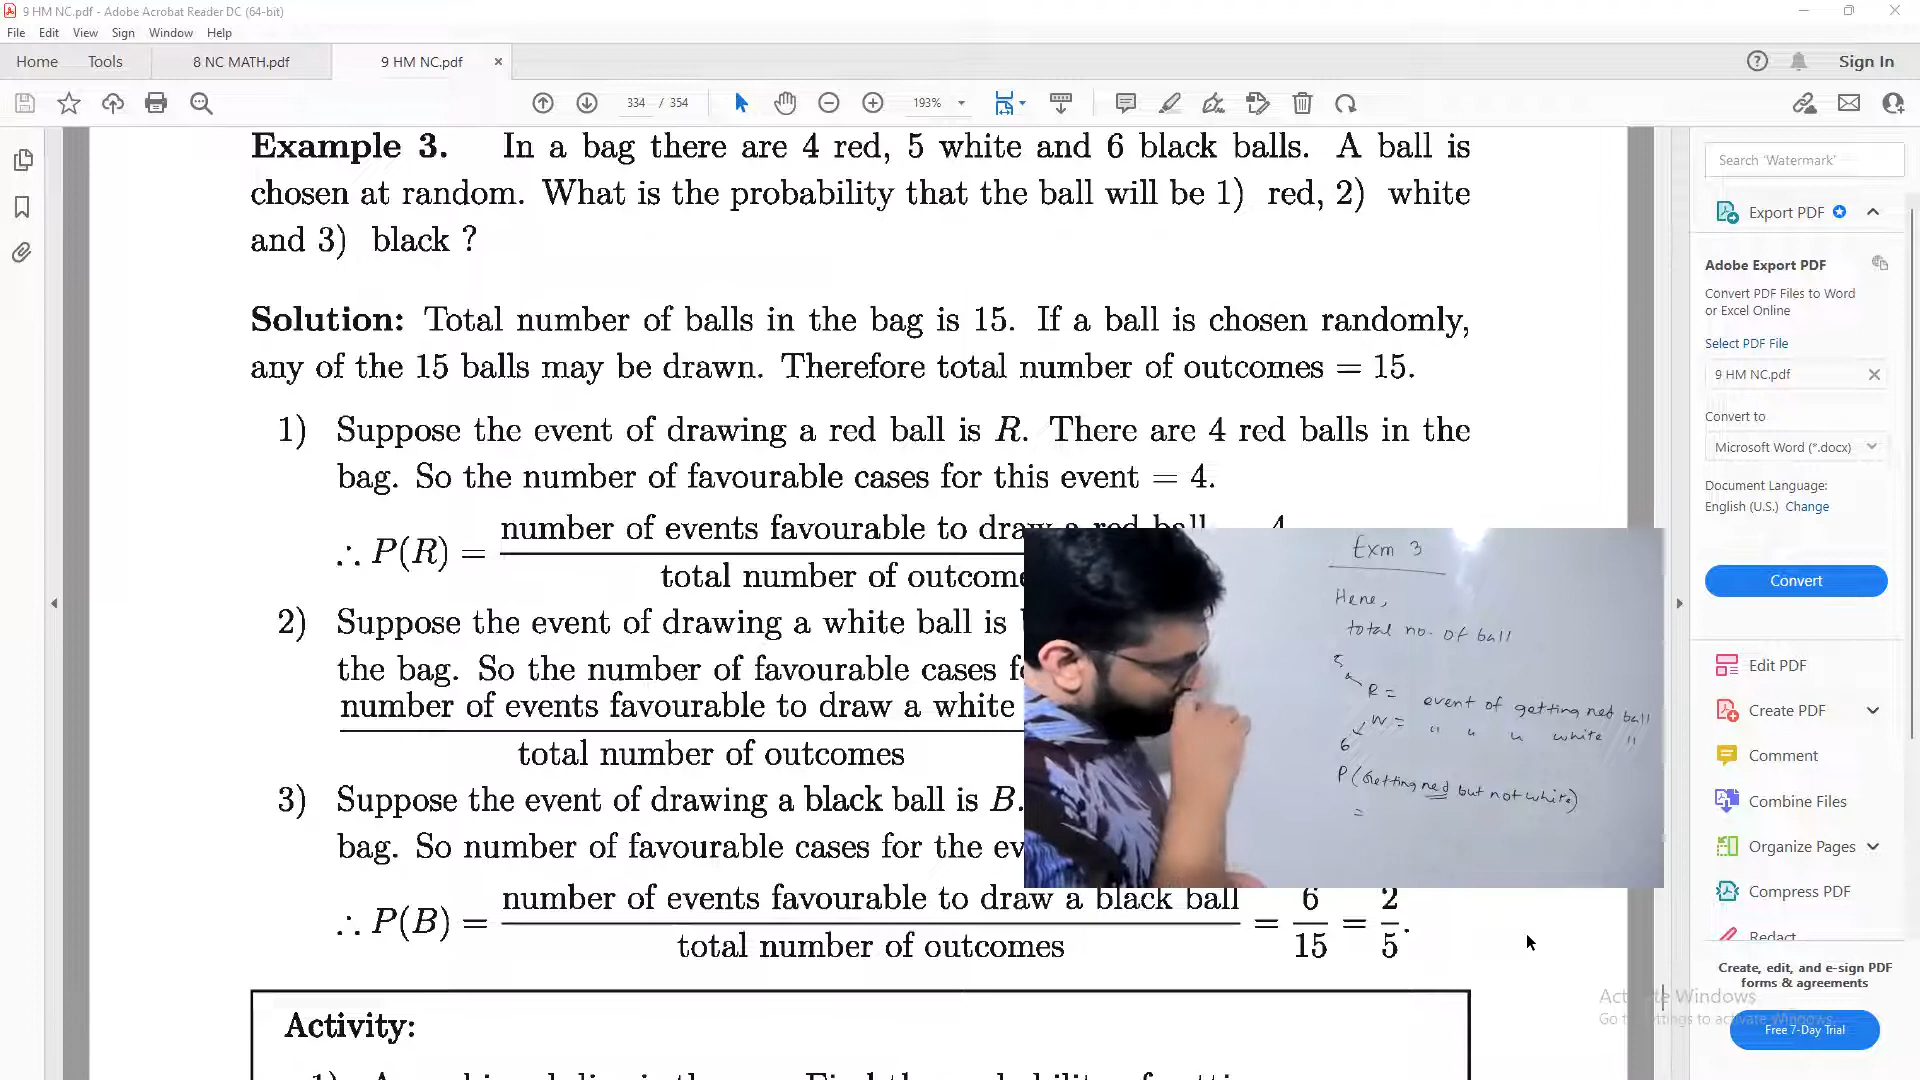 9 HM NC.pdf - Adobe Acrobat Reader DC (64-bit)
File Edit View Sign Window Help
Home Tools 8 NC MATH.pdf 9 HM NC.pdf × Sign In
334 / 354 193%
Example 3. In a bag there are 4 red, 5 white and 6 black balls. A ball is
chosen at random. What is the probability that the ball will be 1) red, 2) white
and 3) black ?
Solution: Total number of balls in the bag is 15. If a ball is chosen randomly,
any of the 15 balls may be drawn. Therefore total number of outcomes = 15.
1) Suppose the event of drawing a red ball is R. There are 4 red balls in the
bag. So the number of favourable cases for this event = 4.
number of events favourable to draw a red ball 4
∴ P(R) =
total number of outcome
2) Suppose the event of drawing a white ball is
the bag. So the number of favourable cases f
number of events favourable to draw a white
total number of outcomes
3) Suppose the event of drawing a black ball is B.
bag. So number of favourable cases for the ev
∴ P(B) = number of events favourable to draw a black ball / total number of outcomes = 6/15 = 2/5.
Activity:
Exm 3
Here,
total no. of ball
5
R = event of getting red ball
W = " " " white "
6
P (Getting red but not white)
=
Search 'Watermark'
Export PDF
Adobe Export PDF
Convert PDF Files to Word
or Excel Online
Select PDF File
9 HM NC.pdf
Convert to
Microsoft Word (*.docx)
Document Language:
English (U.S.) Change
Convert
Edit PDF
Create PDF
Comment
Combine Files
Organize Pages
Compress PDF
Redact
Create, edit, and e-sign PDF
forms & agreements
Activate Windows
Go to Settings to activate Windows.
Free 7-Day Trial